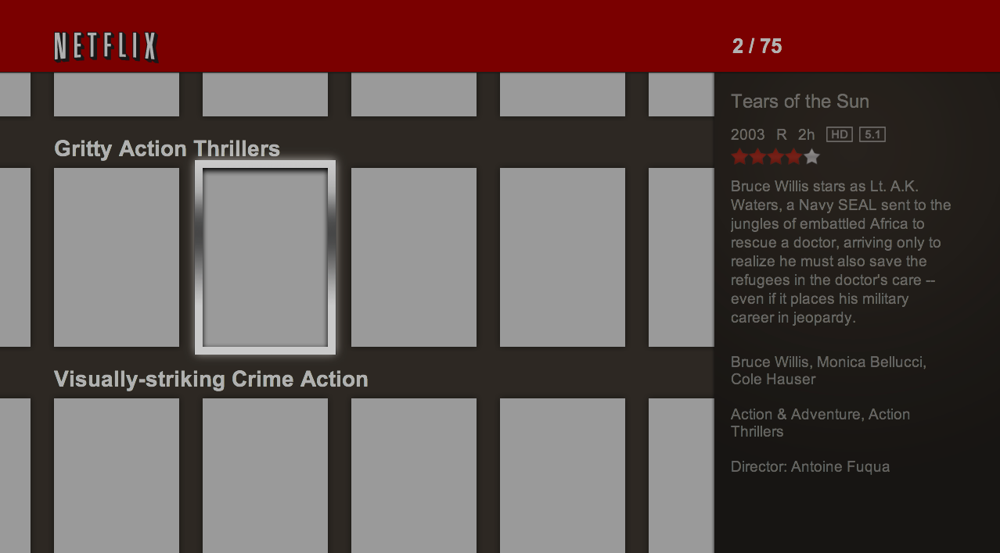 NETFLIX
2 / 75
Gritty Action Thrillers
Visually-striking Crime Action
Tears of the Sun
2003 R 2h HD 5.1
Bruce Willis stars as Lt. A.K.
Waters, a Navy SEAL sent to the
jungles of embattled Africa to
rescue a doctor, arriving only to
realize he must also save the
refugees in the doctor's care --
even if it places his military
career in jeopardy.
Bruce Willis, Monica Bellucci,
Cole Hauser
Action & Adventure, Action
Thrillers
Director: Antoine Fuqua